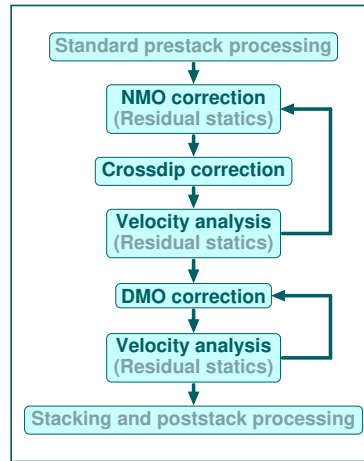 Standard prestack processing
NMO correction
(Residual statics)
Crossdip correction
Velocity analysis
(Residual statics)
DMO correction
Velocity analysis
(Residual statics)
Stacking and poststack processing